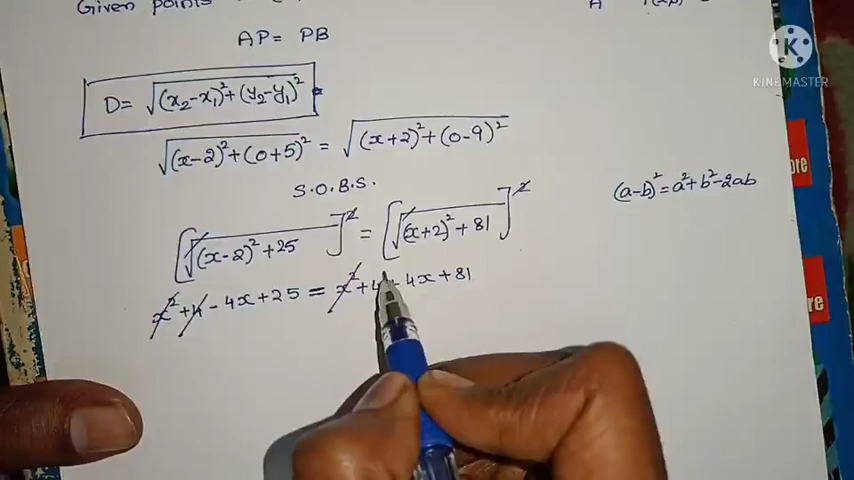 Given points
A
AP = PB
KINEMASTER
D= √(x₂-x₁)²+(y₂-y₁)²
√(x-2)²+(0+5)² = √(x+2)²+(0-9)²
S.O.B.S.
(a-b)²=a²+b²-2ab
[√(x-2)²+25]² = [√(x+2)²+81]²
x²+4-4x+25 = x²+4-4x+81